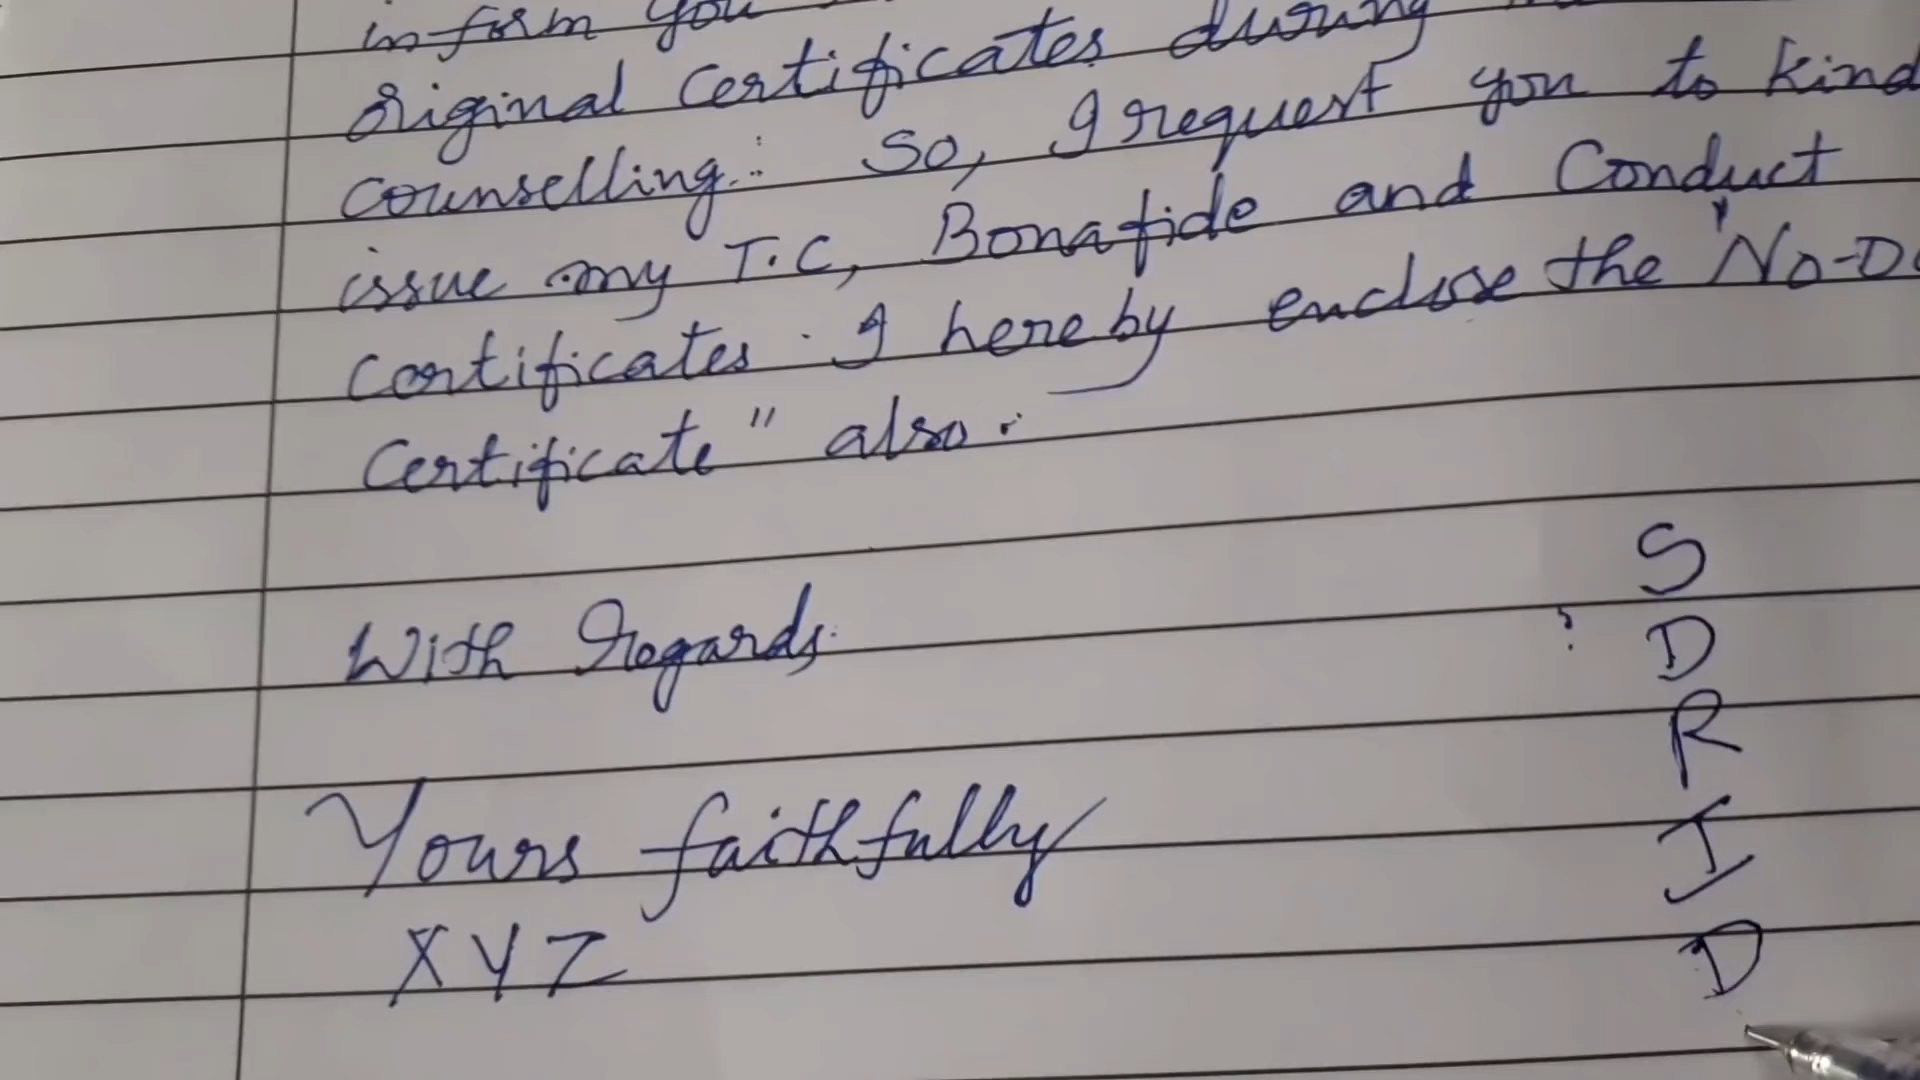 inform you
original certificates during
counselling. So, I request you to kind
issue my T.C, Bonafide and Conduct
certificates. I hereby enclose the "No-D
Certificate" also.
With Regards.
Yours faithfully
XYZ
S
D
R
I
D